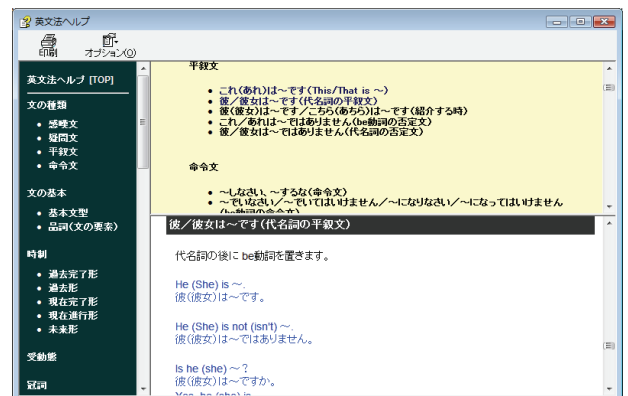 英文法ヘルプ
印刷
オプション(O)
英文法ヘルプ [TOP]
文の種類
感嘆文
疑問文
平叙文
命令文
文の基本
基本文型
品詞(文の要素)
時制
過去完了形
過去形
現在完了形
現在進行形
未来形
受動態
冠詞
平叙文
これ(あれ)は～です(This/That is ～)
彼／彼女は～です(代名詞の平叙文)
彼(彼女)は～です／こちら(あちら)は～です(紹介する時)
これ／あれは～ではありません(be動詞の否定文)
彼／彼女は～ではありません(代名詞の否定文)
命令文
～しなさい、～するな(命令文)
～でいなさい／～でいてはいけません／～になりなさい／～になってはいけません
(be動詞の命令文)
彼／彼女は～です(代名詞の平叙文)
代名詞の後に be動詞を置きます。
He (She) is ～.
彼(彼女)は～です。
He (She) is not (isn't) ～.
彼(彼女)は～ではありません。
Is he (she) ～？
彼(彼女)は～ですか。
Yes, he (she) is.